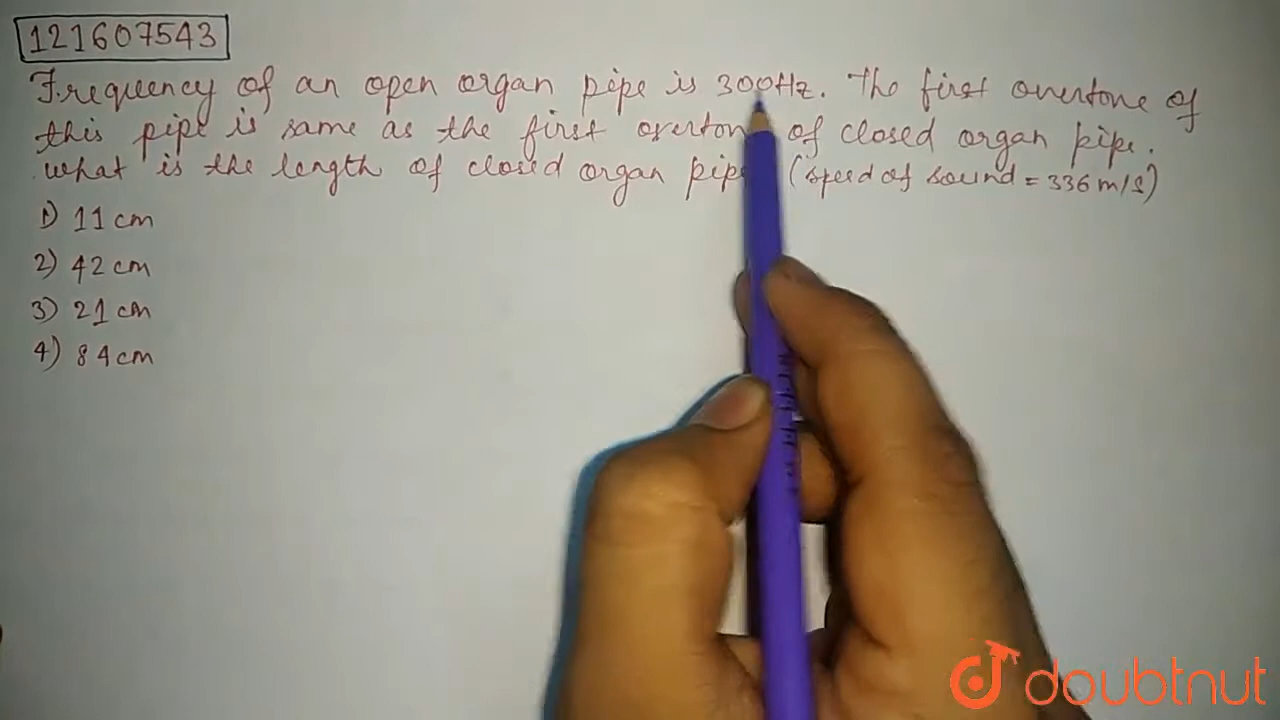 121607543
Frequency of an open organ pipe is 300Hz. The first overtone of
this pipe is same as the first overtone of closed organ pipe.
what is the length of closed organ pipe (speed of sound = 336 m/s)
1) 11 cm
2) 42 cm
3) 21 cm
4) 84 cm
doubtnut